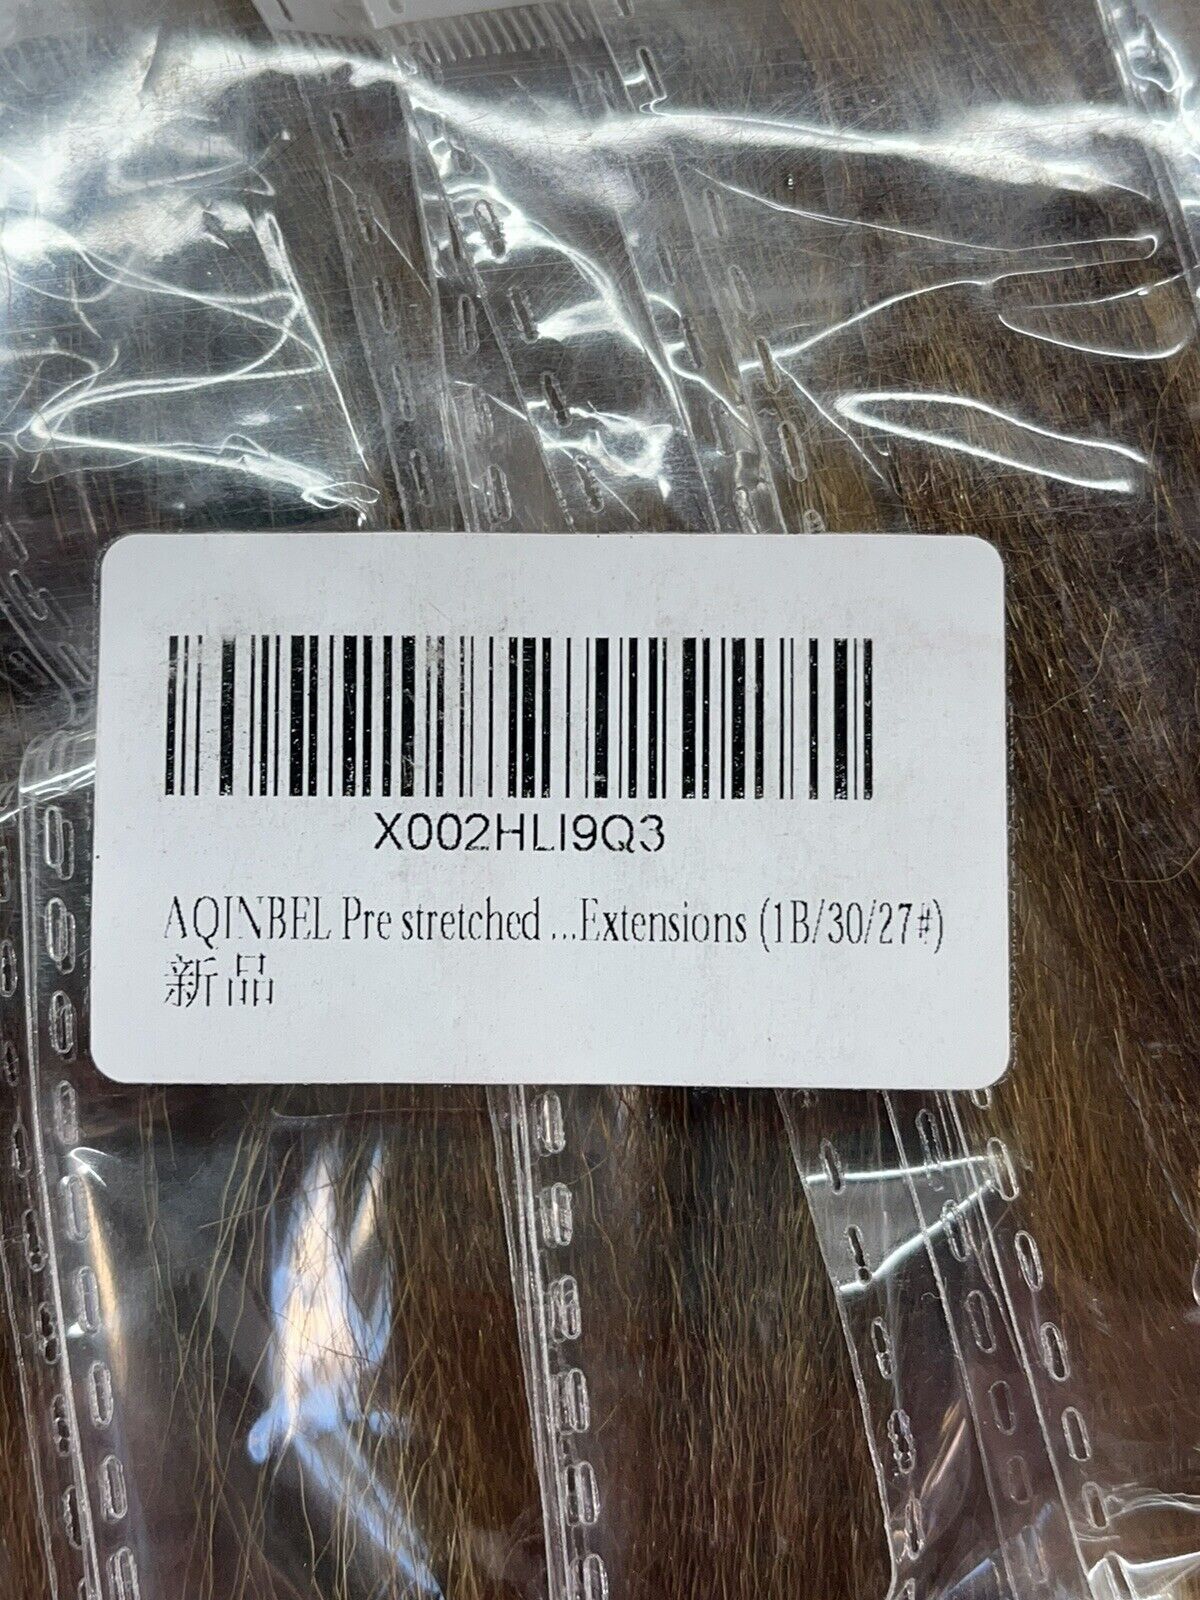 X002HLI9Q3
AQINBEL Pre stretched ...Extensions (1B/30/27#)
新品